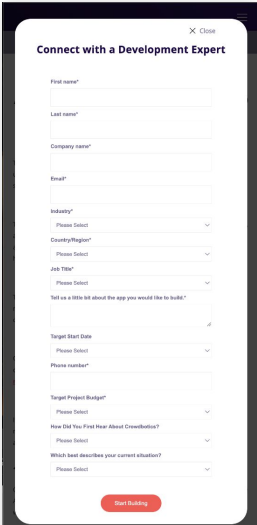 Close
Connect with a Development Expert
First name*
Last name*
Company name*
Email*
Industry*
Please Select
Country/Region*
Please Select
Job Title*
Please Select
Tell us a little bit about the app you would like to build.*
Target Start Date
Please Select
Phone number*
Target Project Budget*
Please Select
How Did You First Hear About Crowdbotics?
Please Select
Which best describes your current situation?
Please Select
Start Building